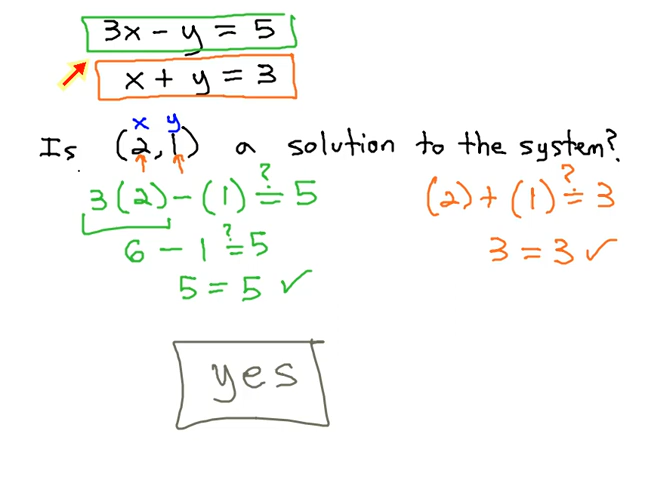 3x - y = 5
x + y = 3
x y
Is (2, 1) a solution to the system?
3(2) - (1) ≟ 5 (2) + (1) ≟ 3
6 - 1 ≟ 5 3 = 3 ✓
5 = 5 ✓
yes